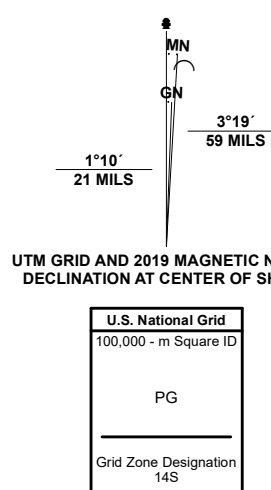 MN
GN
3°19´
59 MILS
1°10´
21 MILS
UTM GRID AND 2019 MAGNETIC N
DECLINATION AT CENTER OF SH
U.S. National Grid
100,000 - m Square ID
PG
Grid Zone Designation
14S